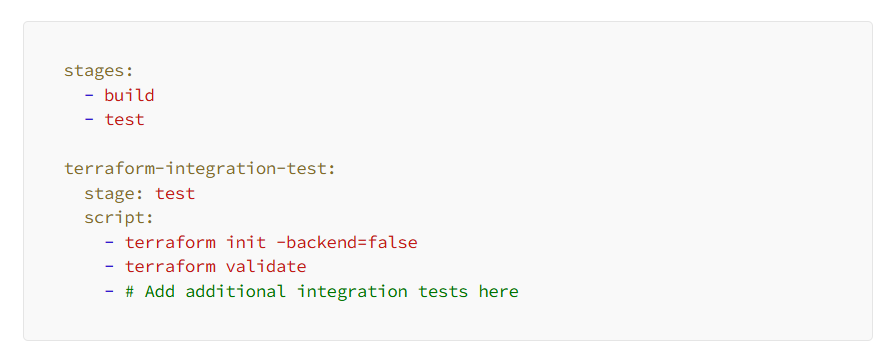 stages:
  - build
  - test

terraform-integration-test:
  stage: test
  script:
    - terraform init -backend=false
    - terraform validate
    - # Add additional integration tests here